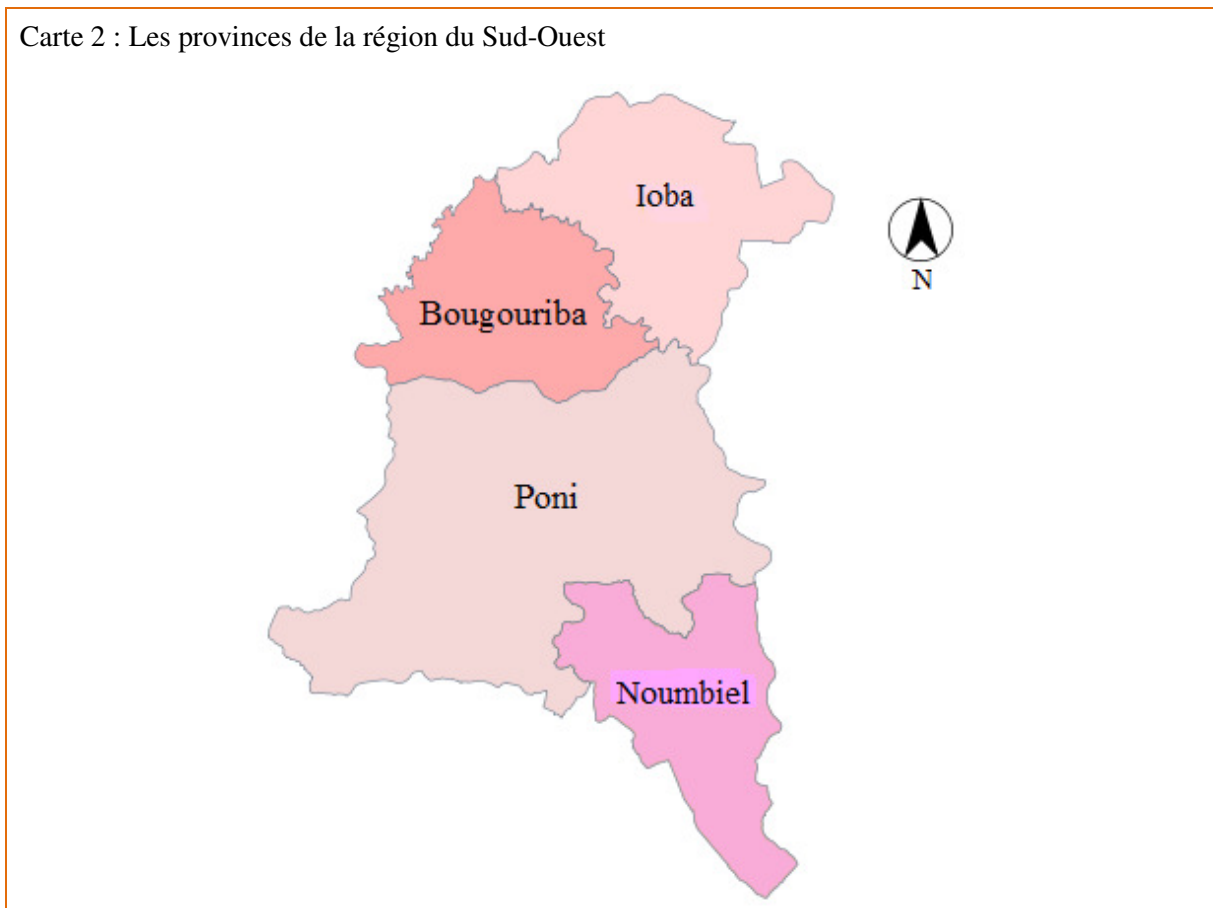 Carte 2 : Les provinces de la région du Sud-Ouest
Ioba
N
Bougouriba
Poni
Noumbiel